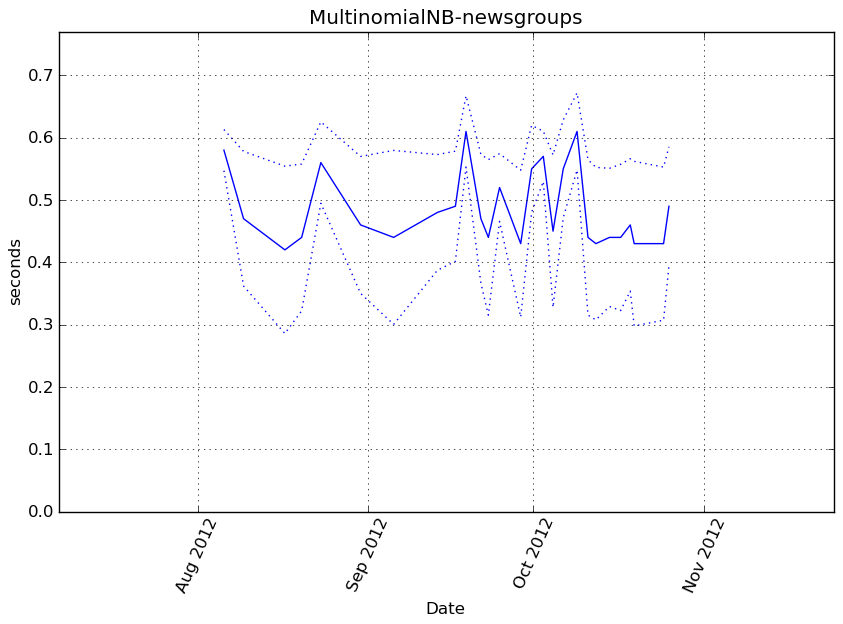 MultinomialNB-newsgroups
0.7
0.6
0.5
0.4
0.3
0.2
0.1
0.0
seconds
Aug 2012
Sep 2012
Oct 2012
Nov 2012
Date